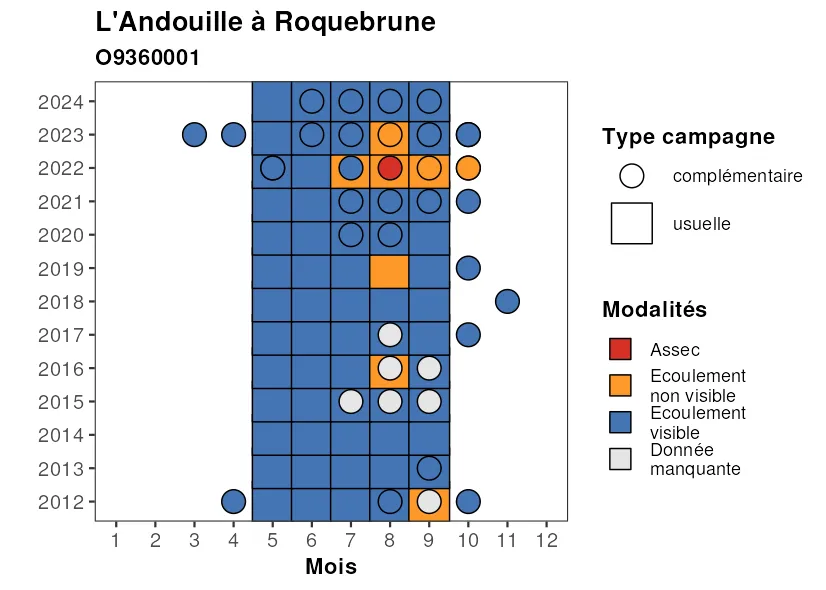 L'Andouille à Roquebrune
O9360001
2024
2023
2022
2021
2020
2019
2018
2017
2016
2015
2014
2013
2012
1 2 3 4 5 6 7 8 9 10 11 12
Mois
Type campagne
complémentaire
usuelle
Modalités
Assec
Ecoulement
non visible
Ecoulement
visible
Donnée
manquante